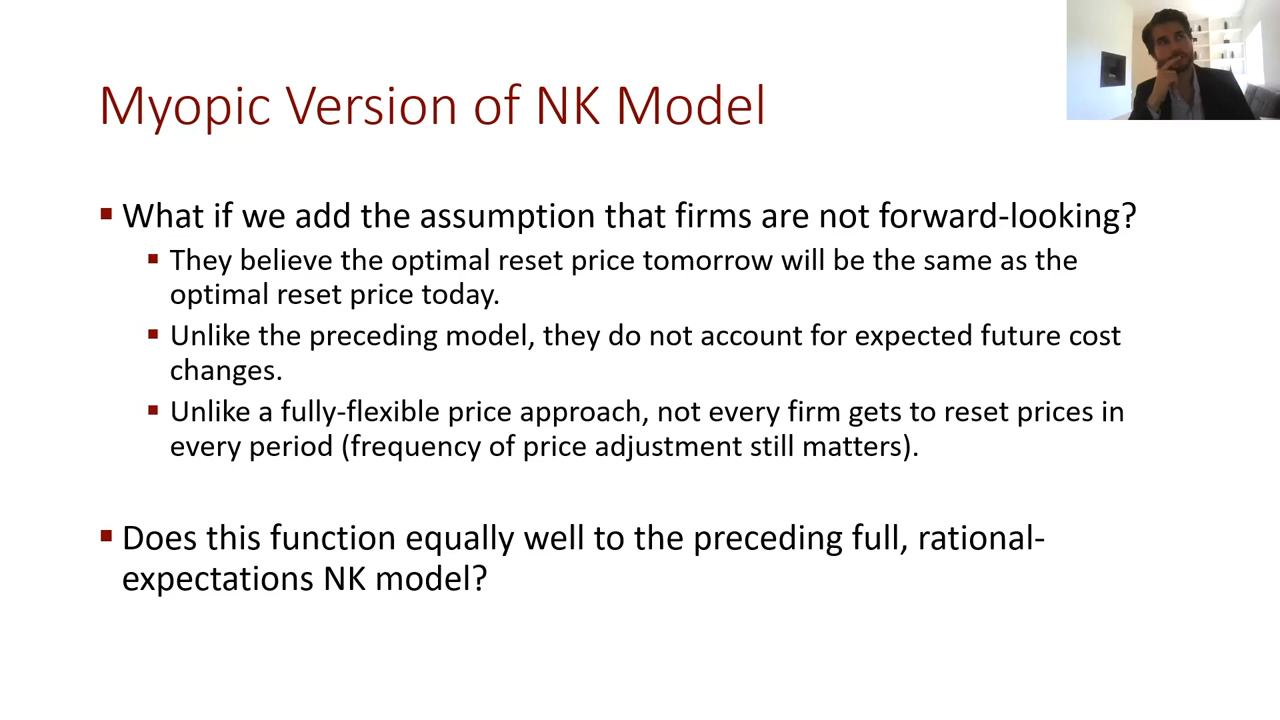 Myopic Version of NK Model
What if we add the assumption that firms are not forward-looking?
They believe the optimal reset price tomorrow will be the same as the
optimal reset price today.
Unlike the preceding model, they do not account for expected future cost
changes.
Unlike a fully-flexible price approach, not every firm gets to reset prices in
every period (frequency of price adjustment still matters).
Does this function equally well to the preceding full, rational-
expectations NK model?